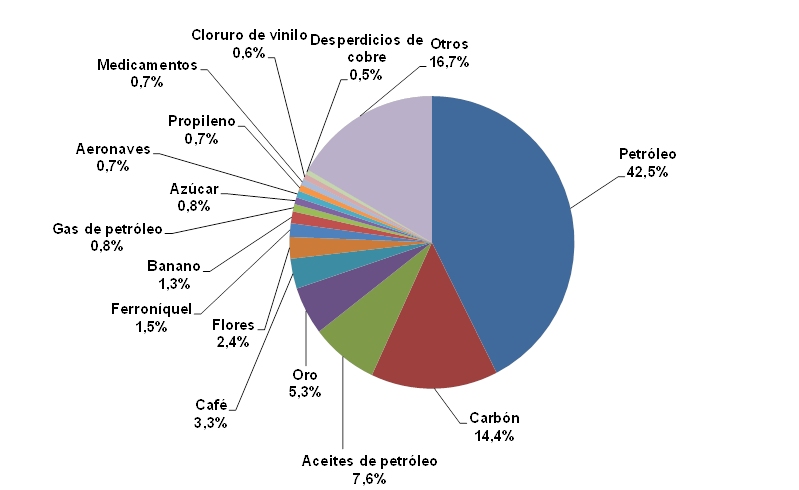 Cloruro de vinilo
0,6%
Desperdicios de
cobre
0,5%
Otros
16,7%
Medicamentos
0,7%
Propileno
0,7%
Aeronaves
0,7%
Azúcar
0,8%
Gas de petróleo
0,8%
Banano
1,3%
Ferroníquel
1,5%
Flores
2,4%
Café
3,3%
Oro
5,3%
Aceites de petróleo
7,6%
Carbón
14,4%
Petróleo
42,5%